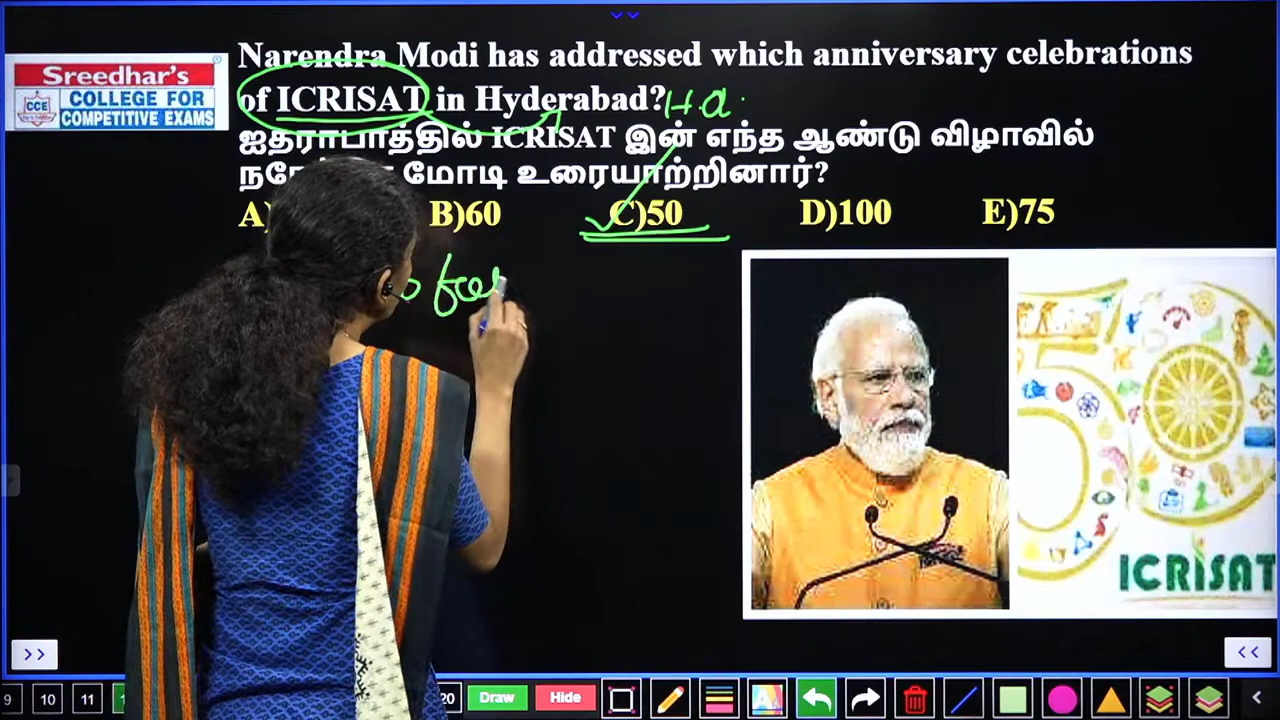 Narendra Modi has addressed which anniversary celebrations
of ICRISAT in Hyderabad? H.Q.
ஐதராபாத்தில் ICRISAT இன் எந்த ஆண்டு விழாவில்
மோடி உரையாற்றினார்?
A) B)60 C)50 D)100 E)75
Sreedhar's
CCE
COLLEGE FOR
COMPETITIVE EXAMS
50
ICRISAT
>> <<
9 10 11 20 Draw Hide